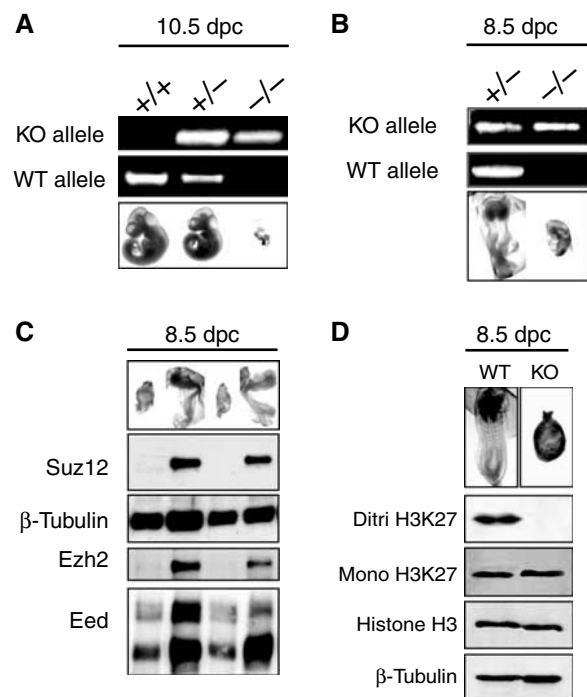 A
10.5 dpc
+/+ +/– –/–
KO allele
WT allele
B
8.5 dpc
+/– –/–
KO allele
WT allele
C
8.5 dpc
Suz12
β-Tubulin
Ezh2
Eed
D
8.5 dpc
WT KO
Ditri H3K27
Mono H3K27
Histone H3
β-Tubulin